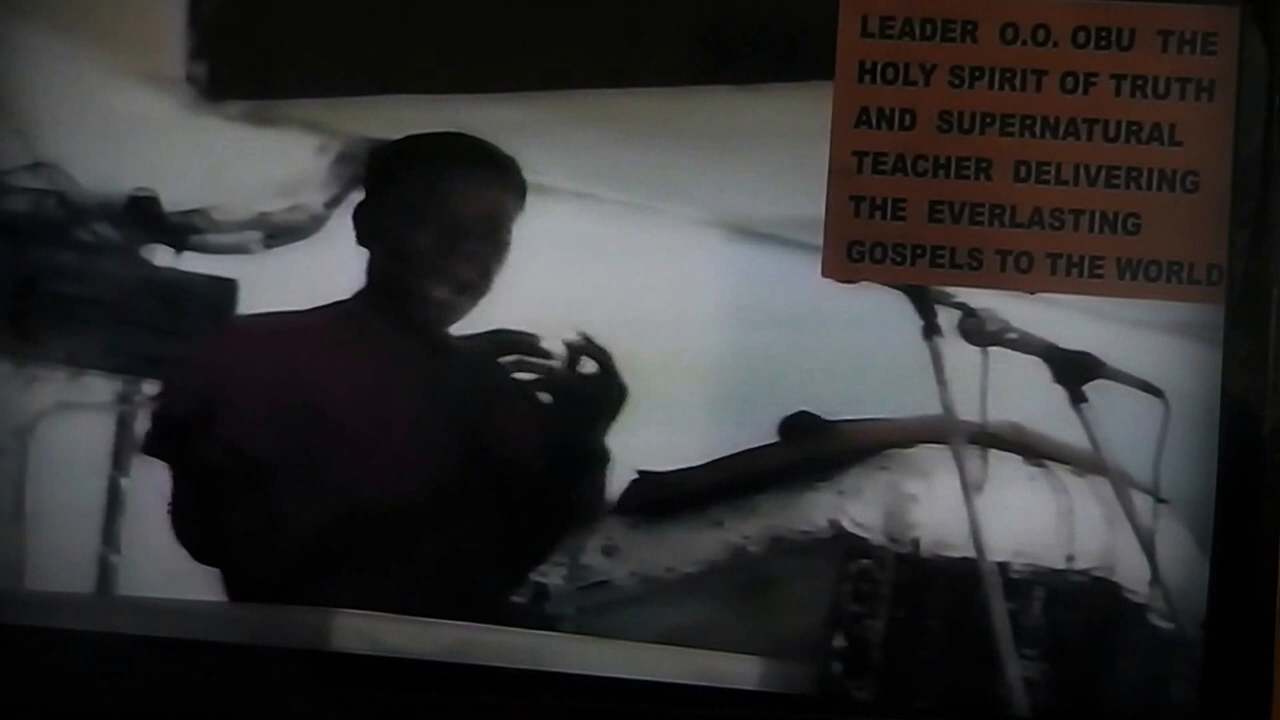 LEADER O.O. OBU THE
HOLY SPIRIT OF TRUTH
AND SUPERNATURAL
TEACHER DELIVERING
THE EVERLASTING
GOSPELS TO THE WORLD